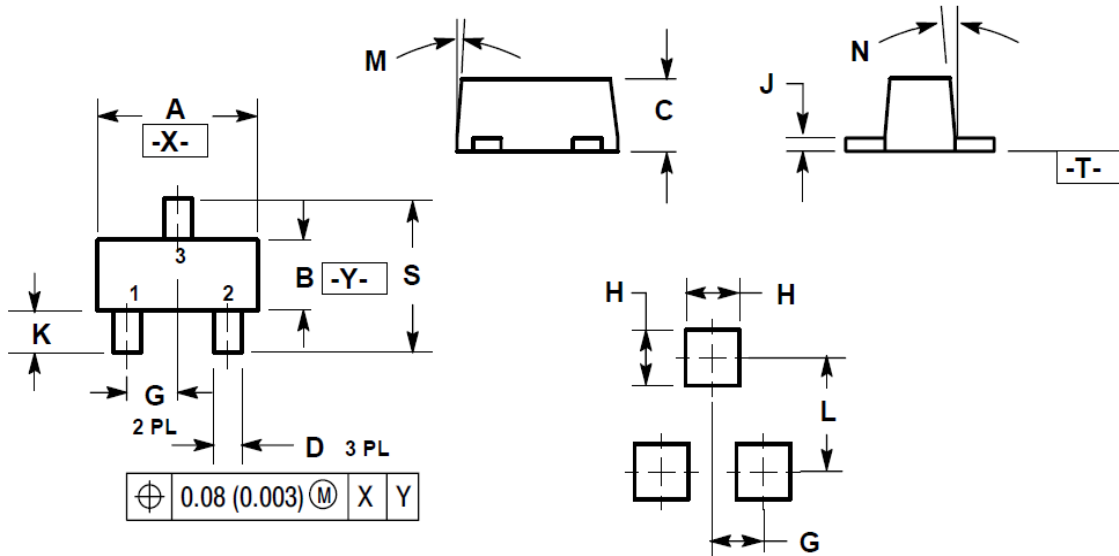 M
N
J
C
A
-X-
-T-
3
B -Y- S
1 2
H H
K
G
L
2 PL
D 3 PL
⌖ 0.08 (0.003) Ⓜ X Y
G